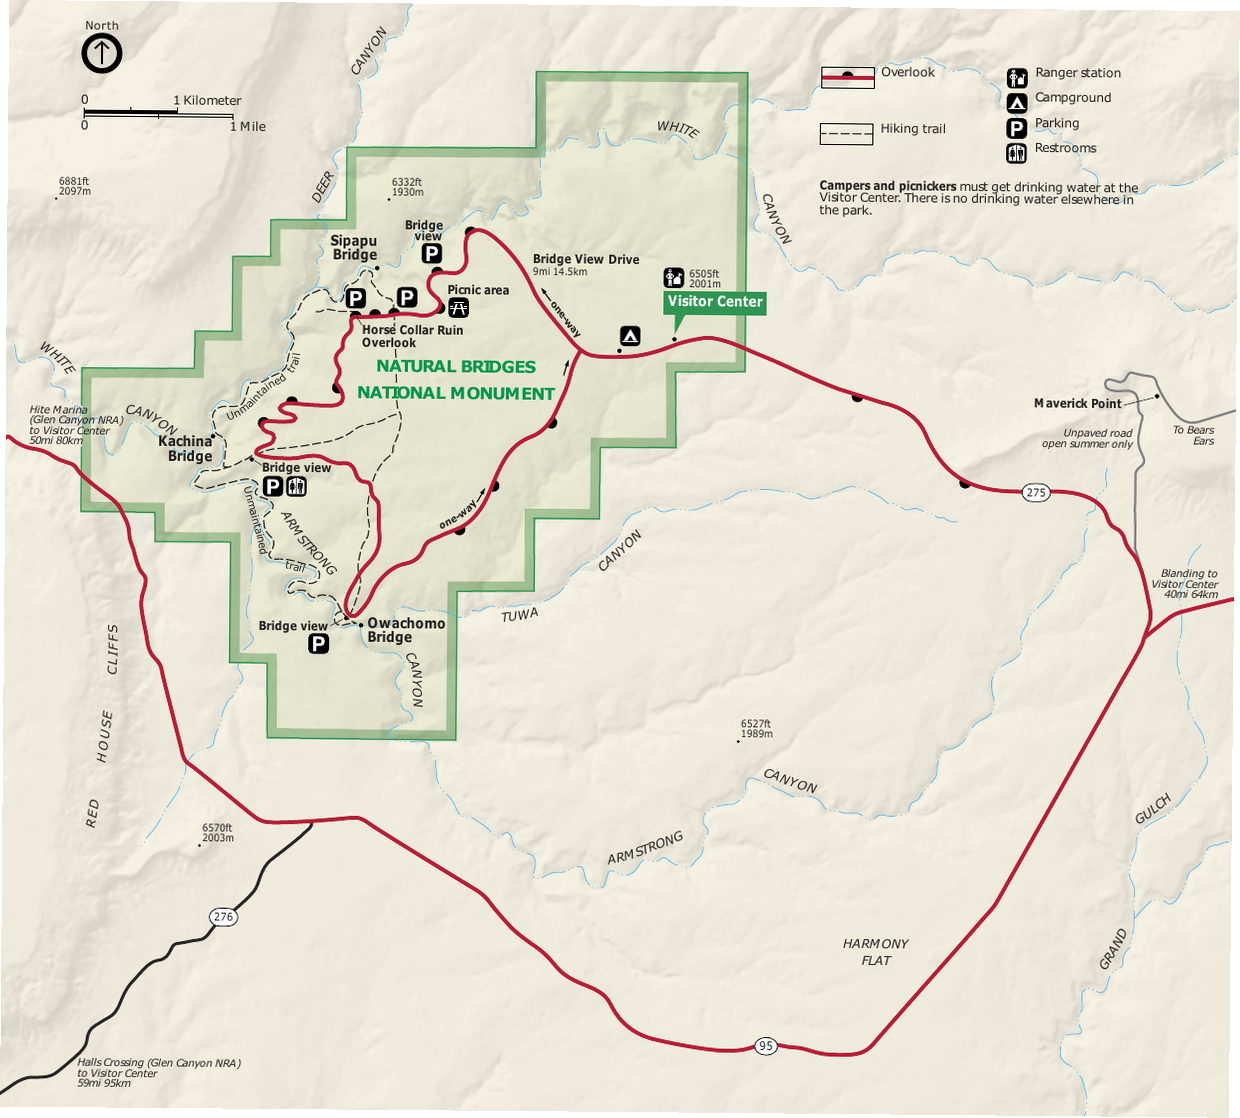 North
0
1 Kilometer
0
1 Mile
CANYON
DEER
WHITE
CANYON
Overlook
Hiking trail
Ranger station
Campground
Parking
Restrooms
Campers and picnickers must get drinking water at the
Visitor Center. There is no drinking water elsewhere in
the park.
6881ft
2097m
6332ft
1930m
Sipapu
Bridge
Bridge
view
P
Bridge View Drive
9mi 14.5km
6505ft
2001m
Visitor Center
Picnic area
P
P
one-way
Horse Collar Ruin
Overlook
NATURAL BRIDGES
NATIONAL MONUMENT
WHITE
CANYON
Unmaintained trail
Hite Marina
(Glen Canyon NRA)
to Visitor Center
50mi 80km
Kachina
Bridge
Bridge view
P
Maverick Point
Unpaved road
open summer only
To Bears
Ears
275
one-way
Unmaintained
trail
ARMSTRONG
CANYON
TUWA
CANYON
Bridge view
P
Owachomo
Bridge
Blanding to
Visitor Center
40mi 64km
RED HOUSE CLIFFS
6527ft
1989m
CANYON
ARMSTRONG
6570ft
2003m
276
GULCH
GRAND
HARMONY
FLAT
95
Halls Crossing (Glen Canyon NRA)
to Visitor Center
59mi 95km